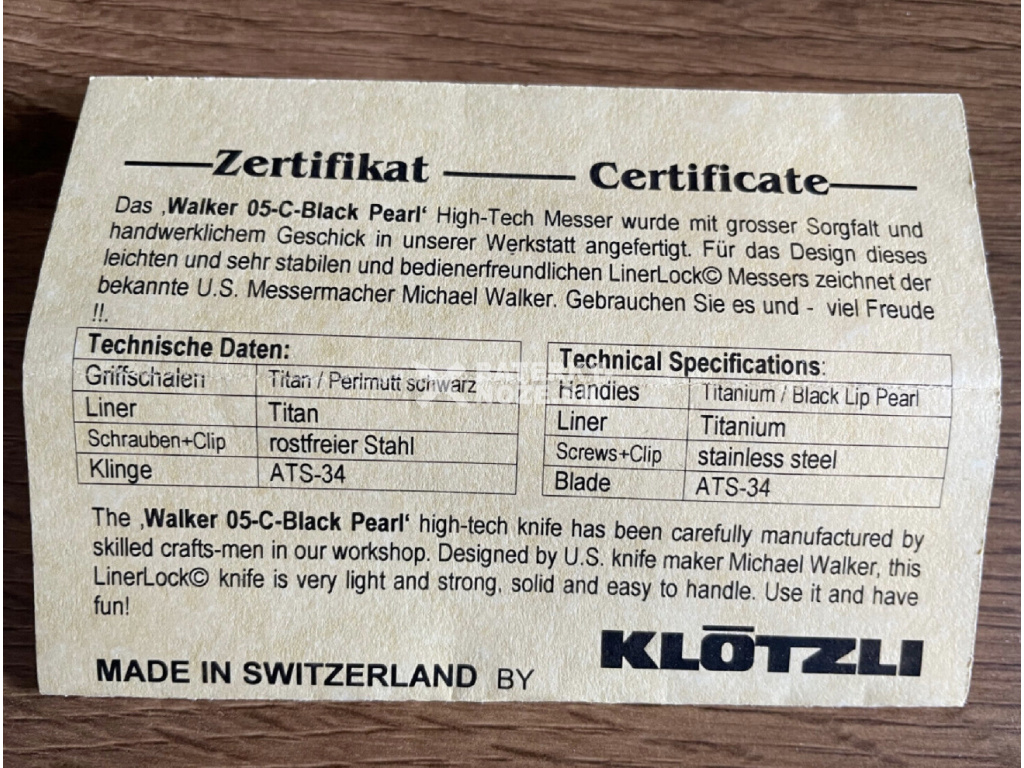 Zertifikat Certificate
Das ‚Walker 05-C-Black Pearl‘ High-Tech Messer wurde mit grosser Sorgfalt und
handwerklichem Geschick in unserer Werkstatt angefertigt. Für das Design dieses
leichten und sehr stabilen und bedienerfreundlichen LinerLock© Messers zeichnet der
bekannte U.S. Messermacher Michael Walker. Gebrauchen Sie es und - viel Freude
!!.
Technische Daten:
Griffschalen Titan / Perlmutt schwarz
Liner Titan
Schrauben+Clip rostfreier Stahl
Klinge ATS-34
Technical Specifications:
Handles Titanium / Black Lip Pearl
Liner Titanium
Screws+Clip stainless steel
Blade ATS-34
The ‚Walker 05-C-Black Pearl‘ high-tech knife has been carefully manufactured by
skilled crafts-men in our workshop. Designed by U.S. knife maker Michael Walker, this
LinerLock© knife is very light and strong, solid and easy to handle. Use it and have
fun!
MADE IN SWITZERLAND BY KLÖTZLI